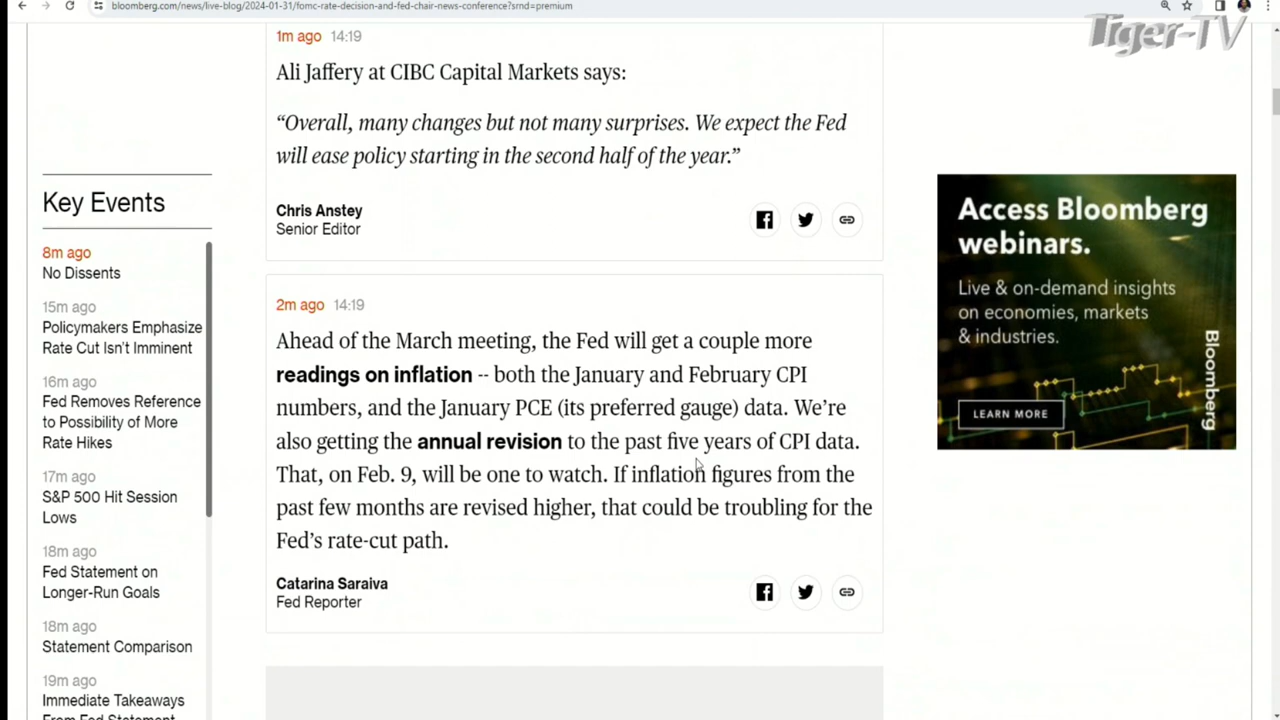 bloomberg.com/news/live-blog/2024-01-31/fomc-rate-decision-and-fed-chair-news-conference?srnd=premium
Tiger-TV
1m ago 14:19
Ali Jaffery at CIBC Capital Markets says:
“Overall, many changes but not many surprises. We expect the Fed
will ease policy starting in the second half of the year.”
Chris Anstey
Senior Editor
Key Events
8m ago
No Dissents
15m ago
Policymakers Emphasize
Rate Cut Isn't Imminent
16m ago
Fed Removes Reference
to Possibility of More
Rate Hikes
17m ago
S&P 500 Hit Session
Lows
18m ago
Fed Statement on
Longer-Run Goals
18m ago
Statement Comparison
19m ago
Immediate Takeaways
From Fed Statement
2m ago 14:19
Ahead of the March meeting, the Fed will get a couple more
readings on inflation -- both the January and February CPI
numbers, and the January PCE (its preferred gauge) data. We’re
also getting the annual revision to the past five years of CPI data.
That, on Feb. 9, will be one to watch. If inflation figures from the
past few months are revised higher, that could be troubling for the
Fed’s rate-cut path.
Catarina Saraiva
Fed Reporter
Access Bloomberg
webinars.
Live & on-demand insights
on economies, markets
& industries.
LEARN MORE
Bloomberg